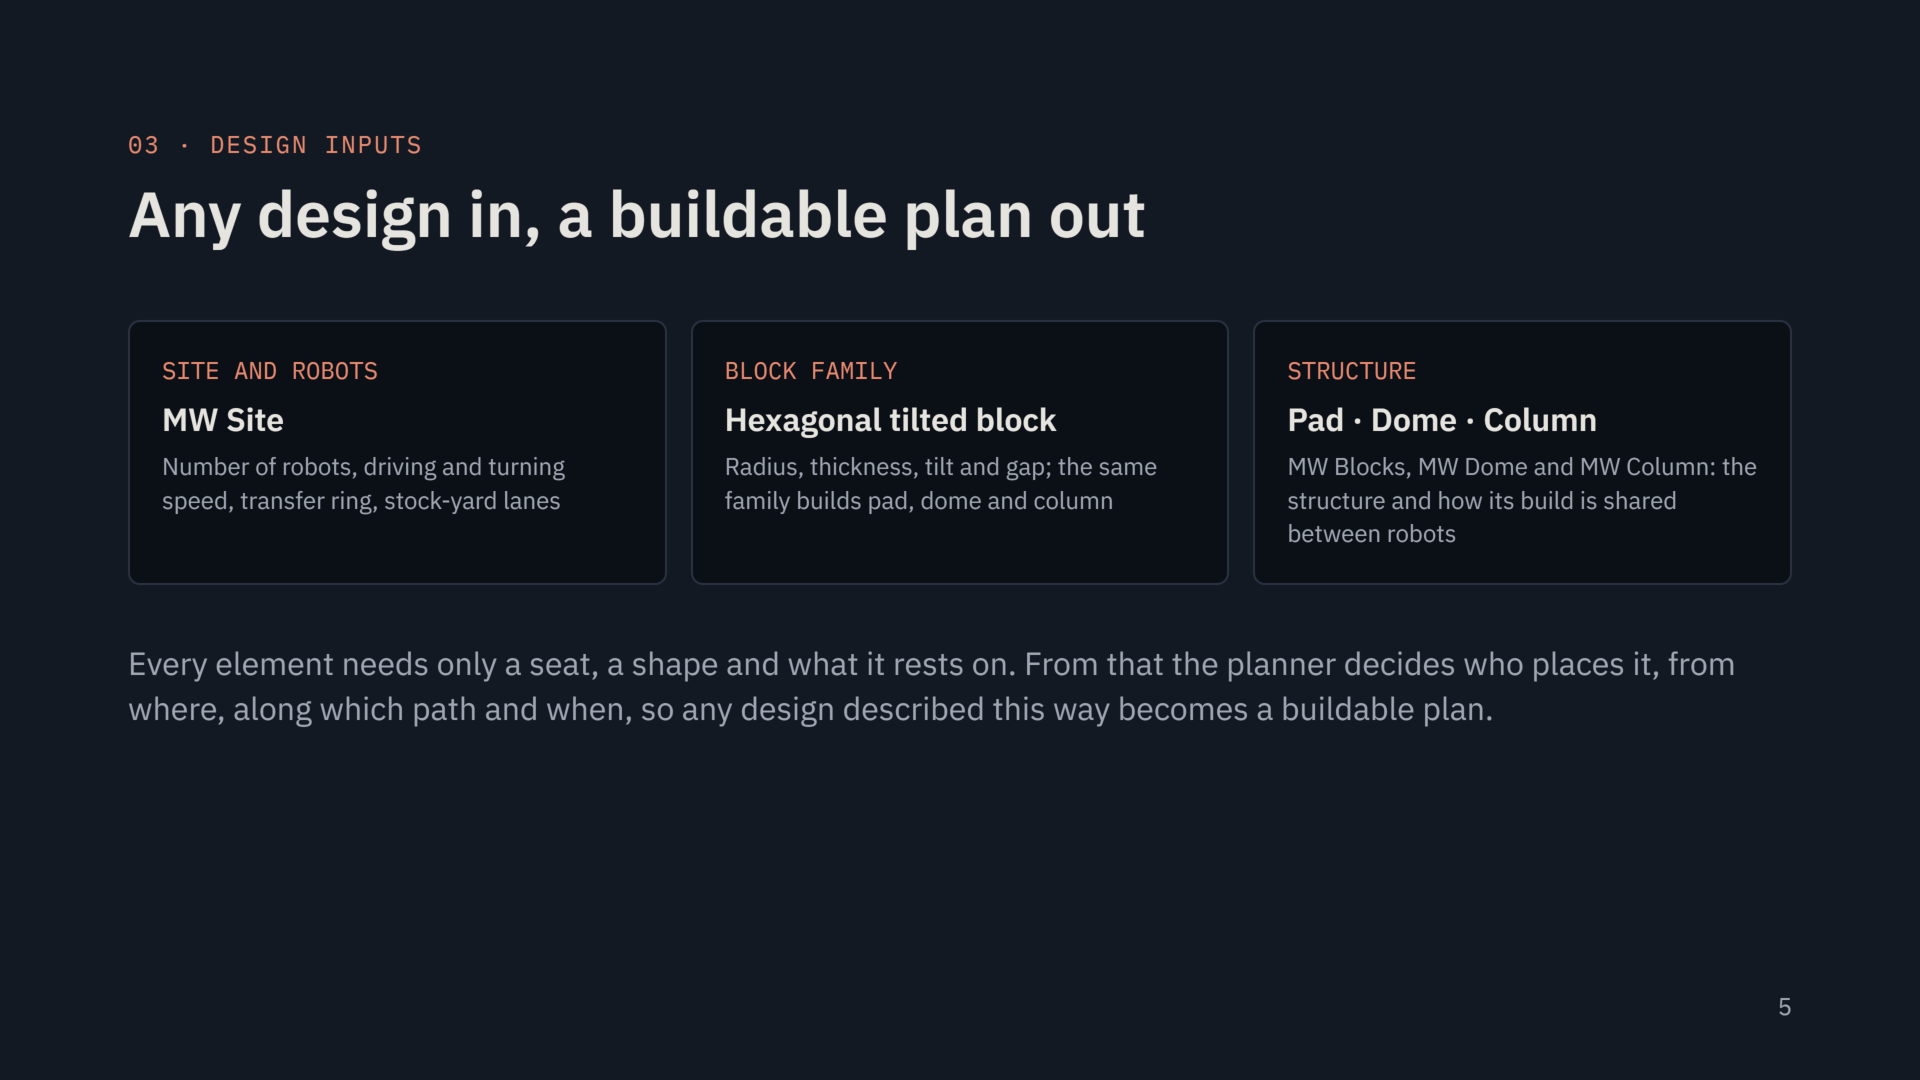 03 · DESIGN INPUTS
Any design in, a buildable plan out
SITE AND ROBOTS
MW Site
Number of robots, driving and turning
speed, transfer ring, stock-yard lanes
BLOCK FAMILY
Hexagonal tilted block
Radius, thickness, tilt and gap; the same
family builds pad, dome and column
STRUCTURE
Pad · Dome · Column
MW Blocks, MW Dome and MW Column: the
structure and how its build is shared
between robots
Every element needs only a seat, a shape and what it rests on. From that the planner decides who places it, from
where, along which path and when, so any design described this way becomes a buildable plan.
5